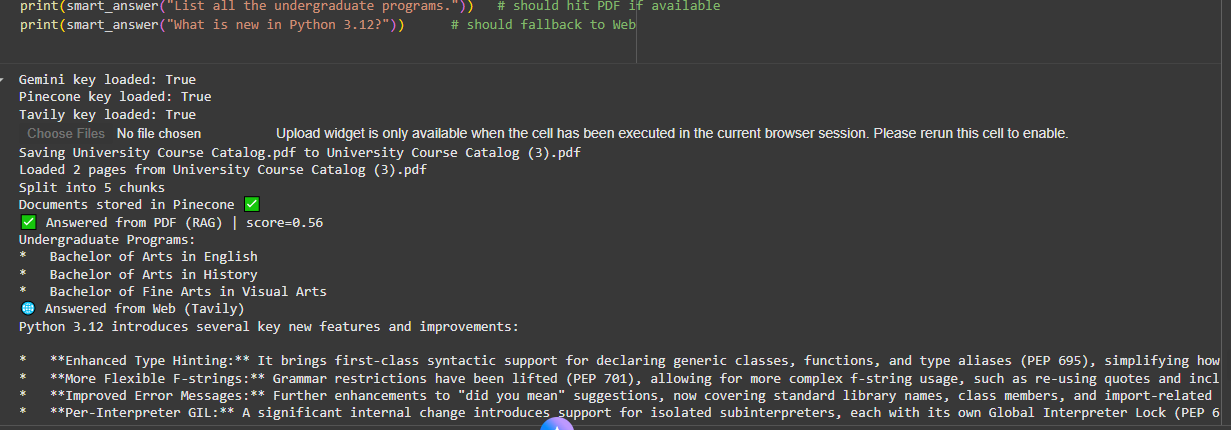 print(smart_answer("List all the undergraduate programs."))   # should hit PDF if available
print(smart_answer("What is new in Python 3.12?"))      # should fallback to Web
Gemini key loaded: True
Pinecone key loaded: True
Tavily key loaded: True
Choose Files No file chosen Upload widget is only available when the cell has been executed in the current browser session. Please rerun this cell to enable.
Saving University Course Catalog.pdf to University Course Catalog (3).pdf
Loaded 2 pages from University Course Catalog (3).pdf
Split into 5 chunks
Documents stored in Pinecone ✅
✅ Answered from PDF (RAG) | score=0.56
Undergraduate Programs:
*   Bachelor of Arts in English
*   Bachelor of Arts in History
*   Bachelor of Fine Arts in Visual Arts
🌐 Answered from Web (Tavily)
Python 3.12 introduces several key new features and improvements:
*   **Enhanced Type Hinting:** It brings first-class syntactic support for declaring generic classes, functions, and type aliases (PEP 695), simplifying how
*   **More Flexible F-strings:** Grammar restrictions have been lifted (PEP 701), allowing for more complex f-string usage, such as re-using quotes and incl
*   **Improved Error Messages:** Further enhancements to "did you mean" suggestions, now covering standard library names, class members, and import-related
*   **Per-Interpreter GIL:** A significant internal change introduces support for isolated subinterpreters, each with its own Global Interpreter Lock (PEP 6